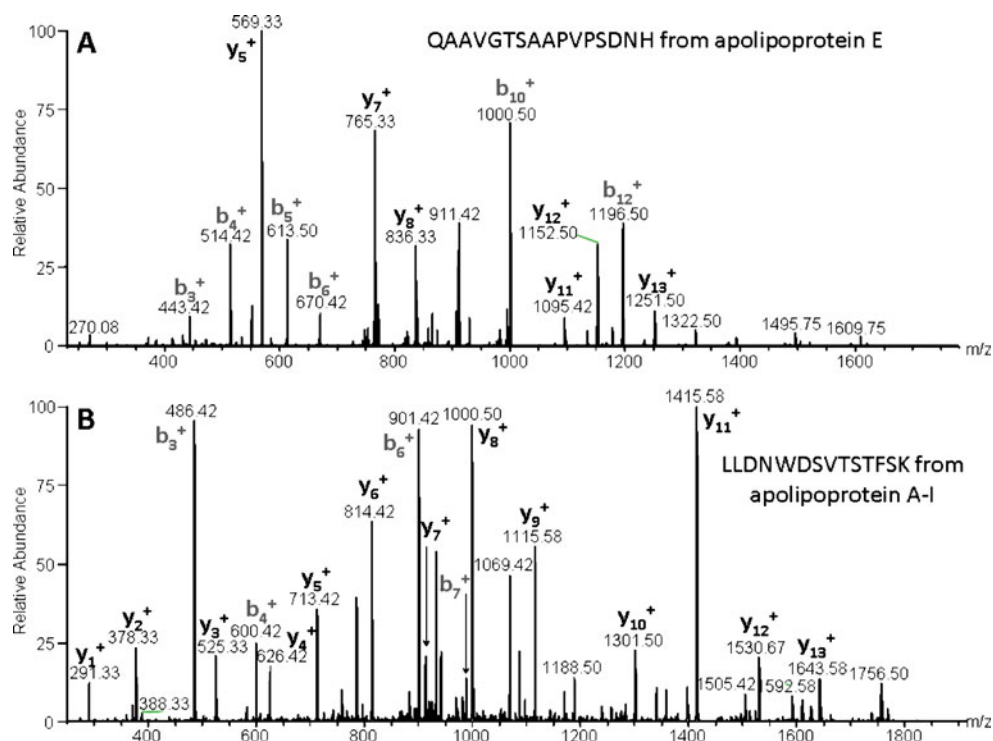 A
QAAVGTSAAPVPSDNH from apolipoprotein E
Relative Abundance
100
75
50
25
0
569.33
y5+
y7+
765.33
b10+
1000.50
b4+
514.42
b5+
613.50
y8+
836.33
911.42
y12+
1152.50
b12+
1196.50
b3+
443.42
b6+
670.42
y11+
1095.42
y13+
1251.50
270.08
1322.50
1495.75
1609.75
400 600 800 1000 1200 1400 1600 m/z
B
LLDNWDSVTSTFSK from
apolipoprotein A-I
Relative Abundance
100
75
50
25
0
486.42
b3+
901.42
b6+
1000.50
y8+
1415.58
y11+
y6+
814.42
y7+
y9+
1115.58
b7+
1069.42
y5+
713.42
y2+
378.33
y3+
525.33
b4+
600.42
y4+
626.42
y1+
291.33
388.33
1188.50
y10+
1301.50
y12+
1530.67
y13+
1643.58
1756.50
1505.42
1592.58
400 600 800 1000 1200 1400 1600 1800 m/z